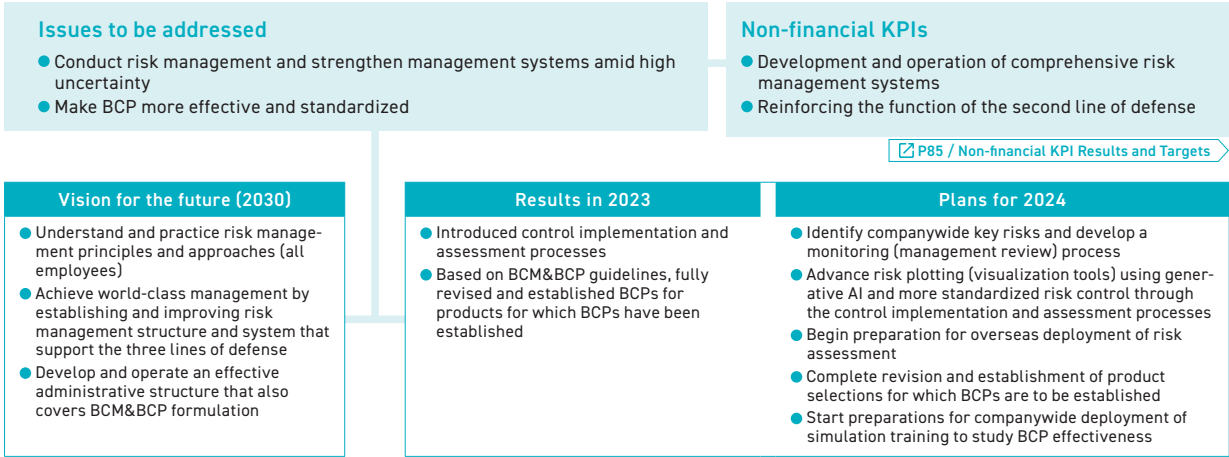 Issues to be addressed
● Conduct risk management and strengthen management systems amid high
uncertainty
● Make BCP more effective and standardized
Non-financial KPIs
● Development and operation of comprehensive risk
management systems
● Reinforcing the function of the second line of defense
P85 / Non-financial KPI Results and Targets
Vision for the future (2030)
● Understand and practice risk manage-
ment principles and approaches (all
employees)
● Achieve world-class management by
establishing and improving risk
management structure and system that
support the three lines of defense
● Develop and operate an effective
administrative structure that also
covers BCM&BCP formulation
Results in 2023
● Introduced control implementation and
assessment processes
● Based on BCM&BCP guidelines, fully
revised and established BCPs for
products for which BCPs have been
established
Plans for 2024
● Identify companywide key risks and develop a
monitoring (management review) process
● Advance risk plotting (visualization tools) using gener-
ative AI and more standardized risk control through
the control implementation and assessment processes
● Begin preparation for overseas deployment of risk
assessment
● Complete revision and establishment of product
selections for which BCPs are to be established
● Start preparations for companywide deployment of
simulation training to study BCP effectiveness